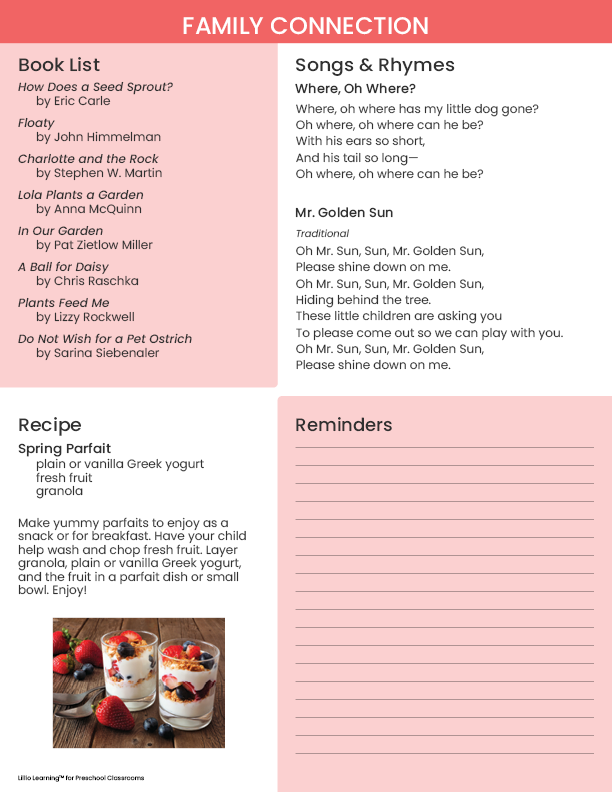 FAMILY CONNECTION
Book List
How Does a Seed Sprout?
by Eric Carle
Floaty
by John Himmelman
Charlotte and the Rock
by Stephen W. Martin
Lola Plants a Garden
by Anna McQuinn
In Our Garden
by Pat Zietlow Miller
A Ball for Daisy
by Chris Raschka
Plants Feed Me
by Lizzy Rockwell
Do Not Wish for a Pet Ostrich
by Sarina Siebenaler
Songs & Rhymes
Where, Oh Where?
Where, oh where has my little dog gone?
Oh where, oh where can he be?
With his ears so short,
And his tail so long—
Oh where, oh where can he be?
Mr. Golden Sun
Traditional
Oh Mr. Sun, Sun, Mr. Golden Sun,
Please shine down on me.
Oh Mr. Sun, Sun, Mr. Golden Sun,
Hiding behind the tree.
These little children are asking you
To please come out so we can play with you.
Oh Mr. Sun, Sun, Mr. Golden Sun,
Please shine down on me.
Recipe
Spring Parfait
plain or vanilla Greek yogurt
fresh fruit
granola
Make yummy parfaits to enjoy as a
snack or for breakfast. Have your child
help wash and chop fresh fruit. Layer
granola, plain or vanilla Greek yogurt,
and the fruit in a parfait dish or small
bowl. Enjoy!
Reminders
Lillio Learning™ for Preschool Classrooms